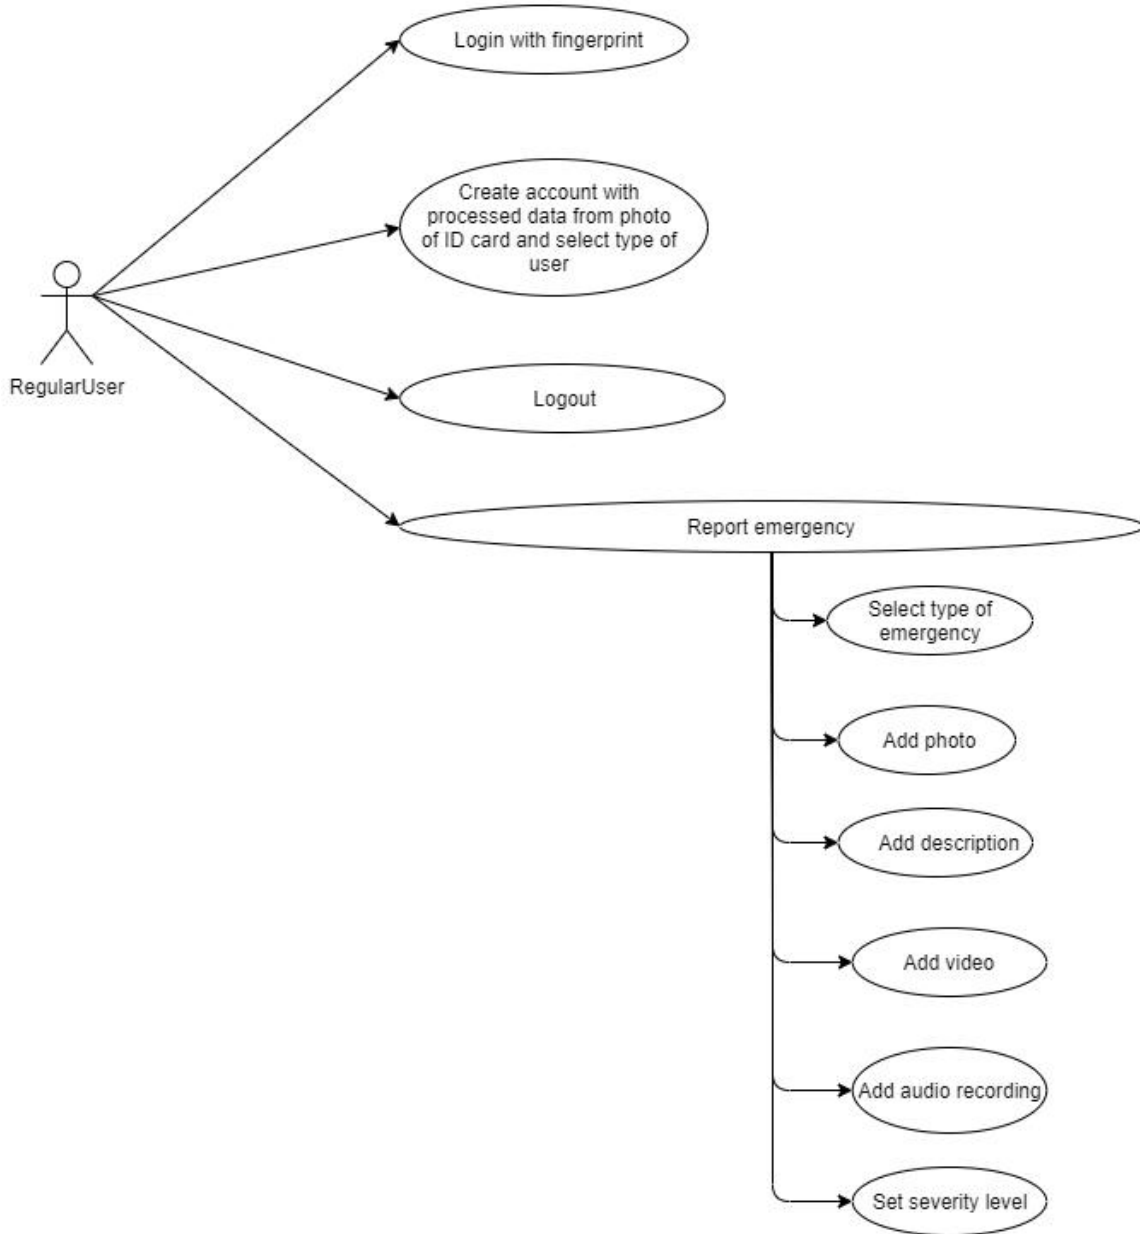 Login with fingerprint
Create account with
processed data from photo
of ID card and select type of
user
RegularUser
Logout
Report emergency
Select type of
emergency
Add photo
Add description
Add video
Add audio recording
Set severity level